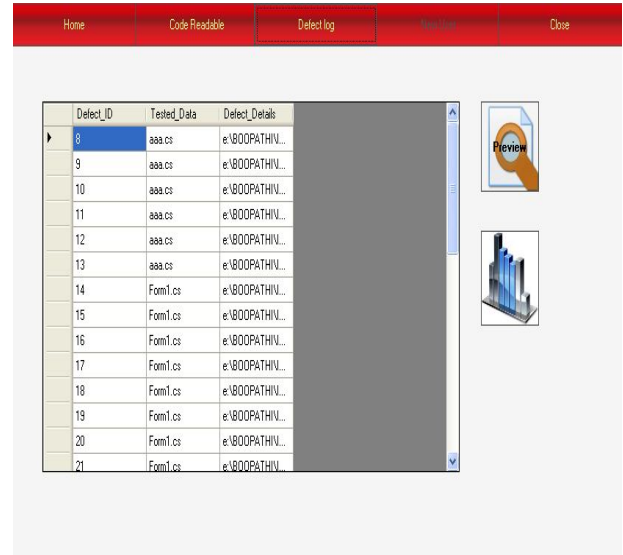 Home Code Readable Defect log Close
Defect_ID Tested_Data Defect_Details
8 aaa.cs e:\BOOPATHI\...
9 aaa.cs e:\BOOPATHI\...
10 aaa.cs e:\BOOPATHI\...
11 aaa.cs e:\BOOPATHI\...
12 aaa.cs e:\BOOPATHI\...
13 aaa.cs e:\BOOPATHI\...
14 Form1.cs e:\BOOPATHI\...
15 Form1.cs e:\BOOPATHI\...
16 Form1.cs e:\BOOPATHI\...
17 Form1.cs e:\BOOPATHI\...
18 Form1.cs e:\BOOPATHI\...
19 Form1.cs e:\BOOPATHI\...
20 Form1.cs e:\BOOPATHI\...
21 Form1.cs e:\BOOPATHI\...
Preview